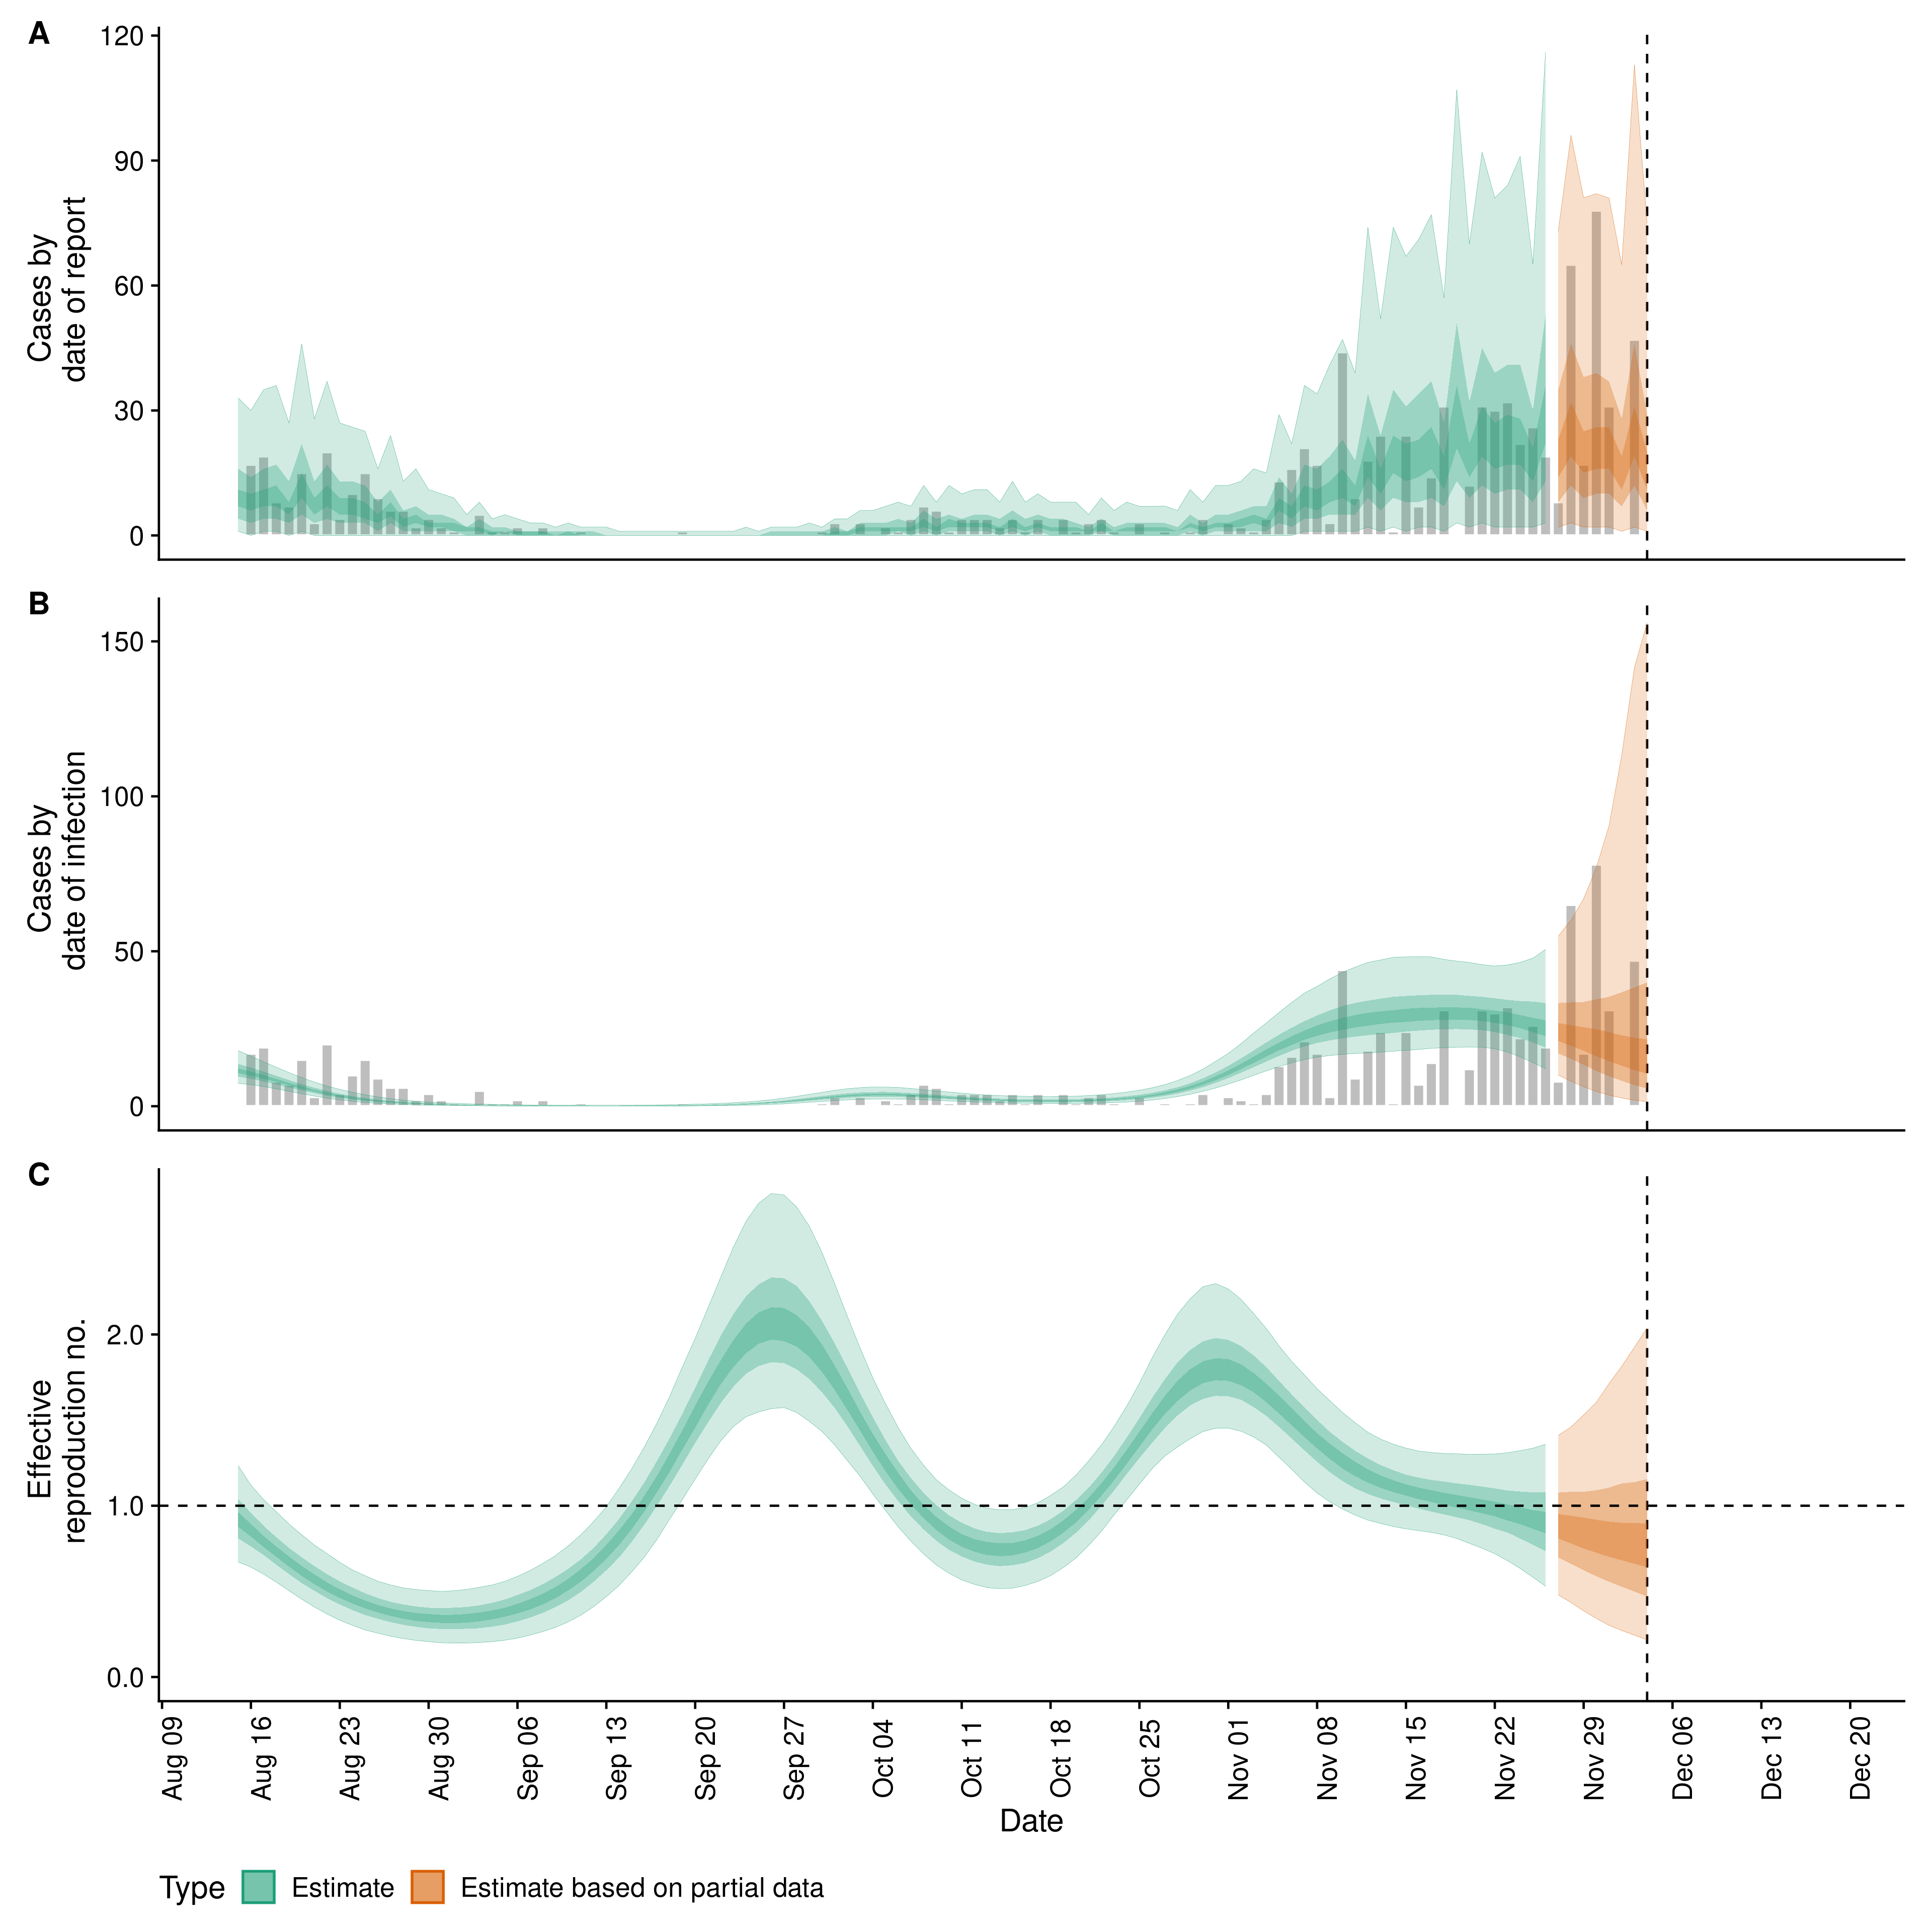 A
120
90
60
30
0
Cases by
date of report
B
150
100
50
0
Cases by
date of infection
C
2.0
1.0
0.0
Effective
reproduction no.
Aug 09
Aug 16
Aug 23
Aug 30
Sep 06
Sep 13
Sep 20
Sep 27
Oct 04
Oct 11
Oct 18
Oct 25
Nov 01
Nov 08
Nov 15
Nov 22
Nov 29
Dec 06
Dec 13
Dec 20
Date
Type Estimate Estimate based on partial data